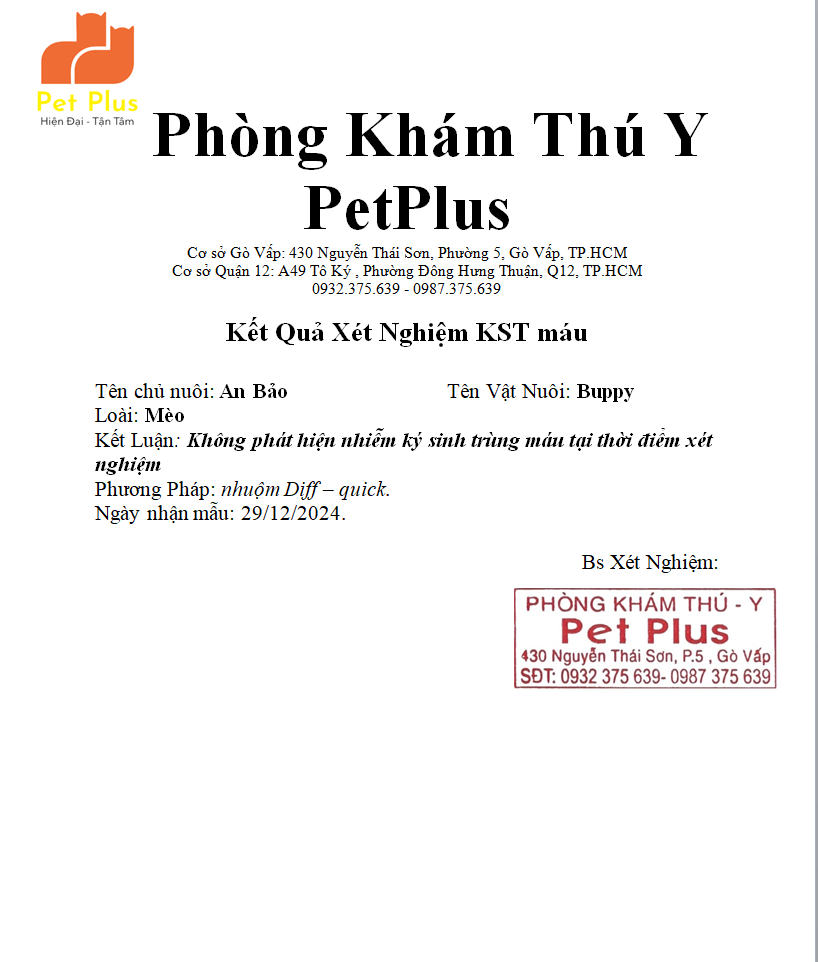 Pet Plus
Hiện Đại - Tận Tâm
Phòng Khám Thú Y
PetPlus
Cơ sở Gò Vấp: 430 Nguyễn Thái Sơn, Phường 5, Gò Vấp, TP.HCM
Cơ sở Quận 12: A49 Tô Ký , Phường Đông Hưng Thuận, Q12, TP.HCM
0932.375.639 - 0987.375.639
Kết Quả Xét Nghiệm KST máu
Tên chủ nuôi: An Bảo Tên Vật Nuôi: Buppy
Loài: Mèo
Kết Luận: Không phát hiện nhiễm ký sinh trùng máu tại thời điểm xét
nghiệm
Phương Pháp: nhuộm Diff – quick.
Ngày nhận mẫu: 29/12/2024.
Bs Xét Nghiệm:
PHÒNG KHÁM THÚ - Y
Pet Plus
430 Nguyễn Thái Sơn, P.5 , Gò Vấp
SĐT: 0932 375 639- 0987 375 639